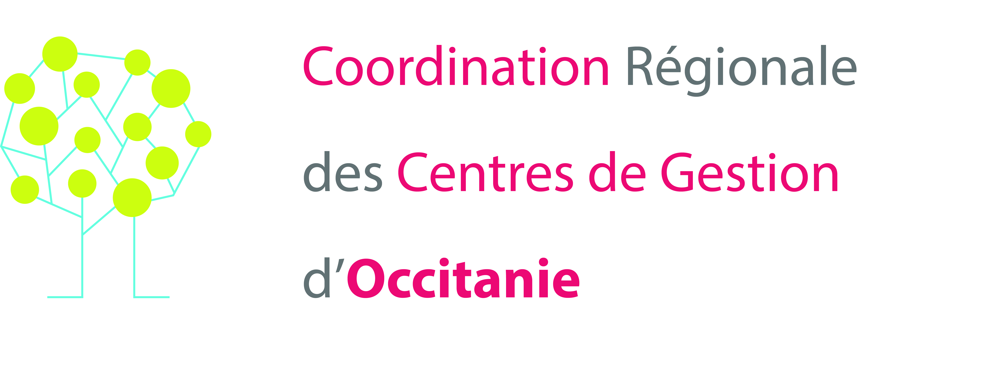 Coordination Régionale
des Centres de Gestion
d’Occitanie